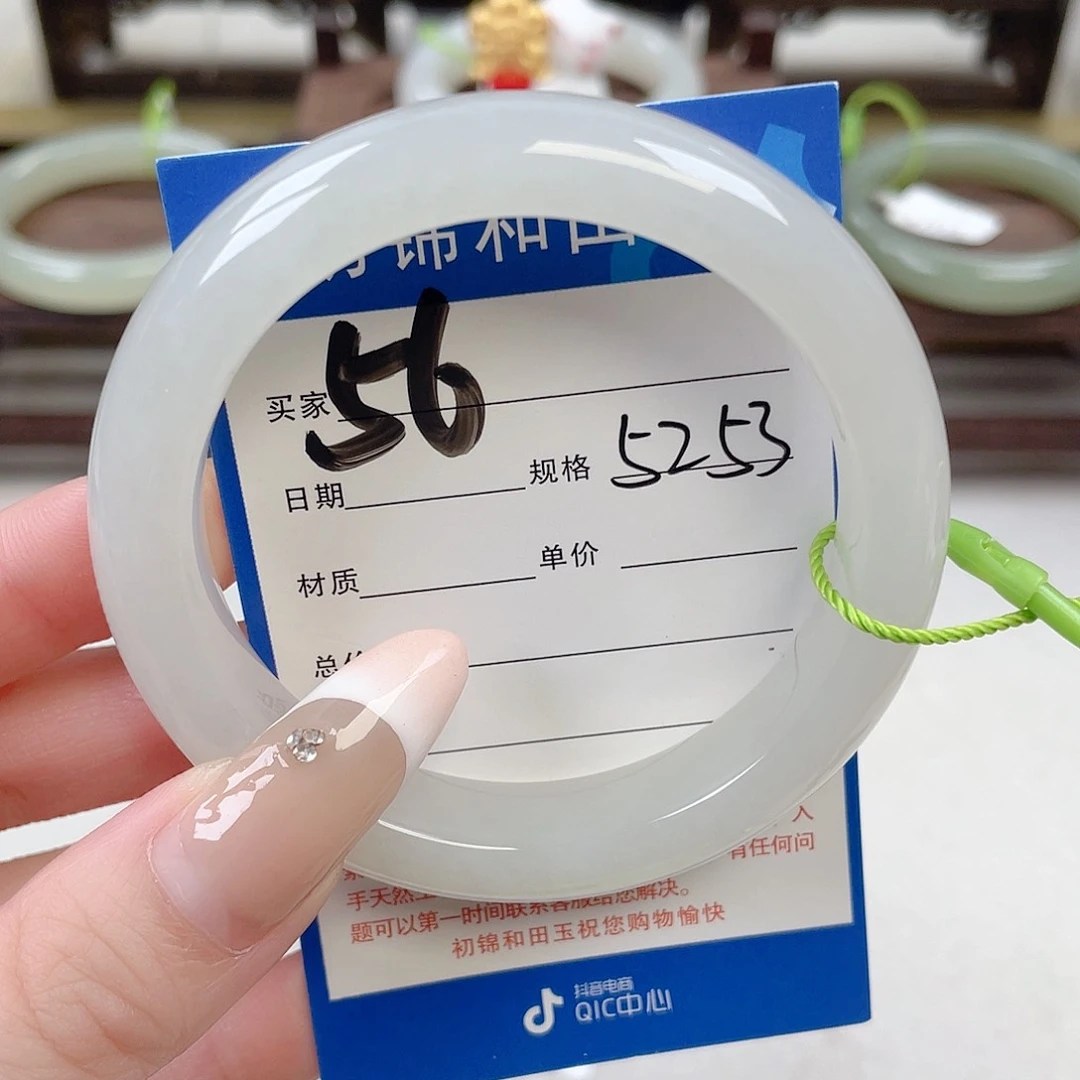 锦和田
买家 56
日期 规格 5253
材质 单价
总价
人
有任何问
手天然
题可以第一时间联系客服给您解决。
初锦和田玉祝您购物愉快
抖音电商
QIC中心